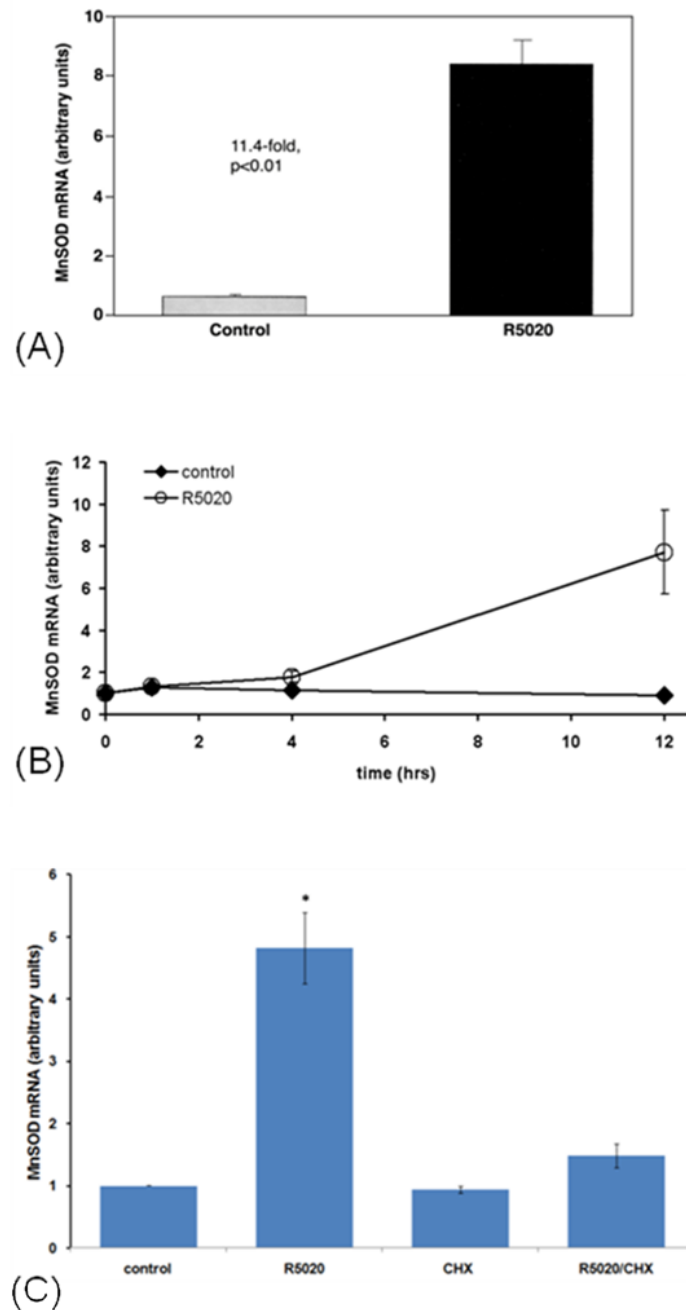 10
8
6
4
2
0
MnSOD mRNA (arbitrary units)
11.4-fold,
p<0.01
Control
R5020
(A)
12
10
8
6
4
2
0
MnSOD mRNA (arbitrary units)
control
R5020
0 2 4 6 8 10 12
time (hrs)
(B)
6
5
4
3
2
1
0
MnSOD mRNA (arbitrary units)
*
control R5020 CHX R5020/CHX
(C)